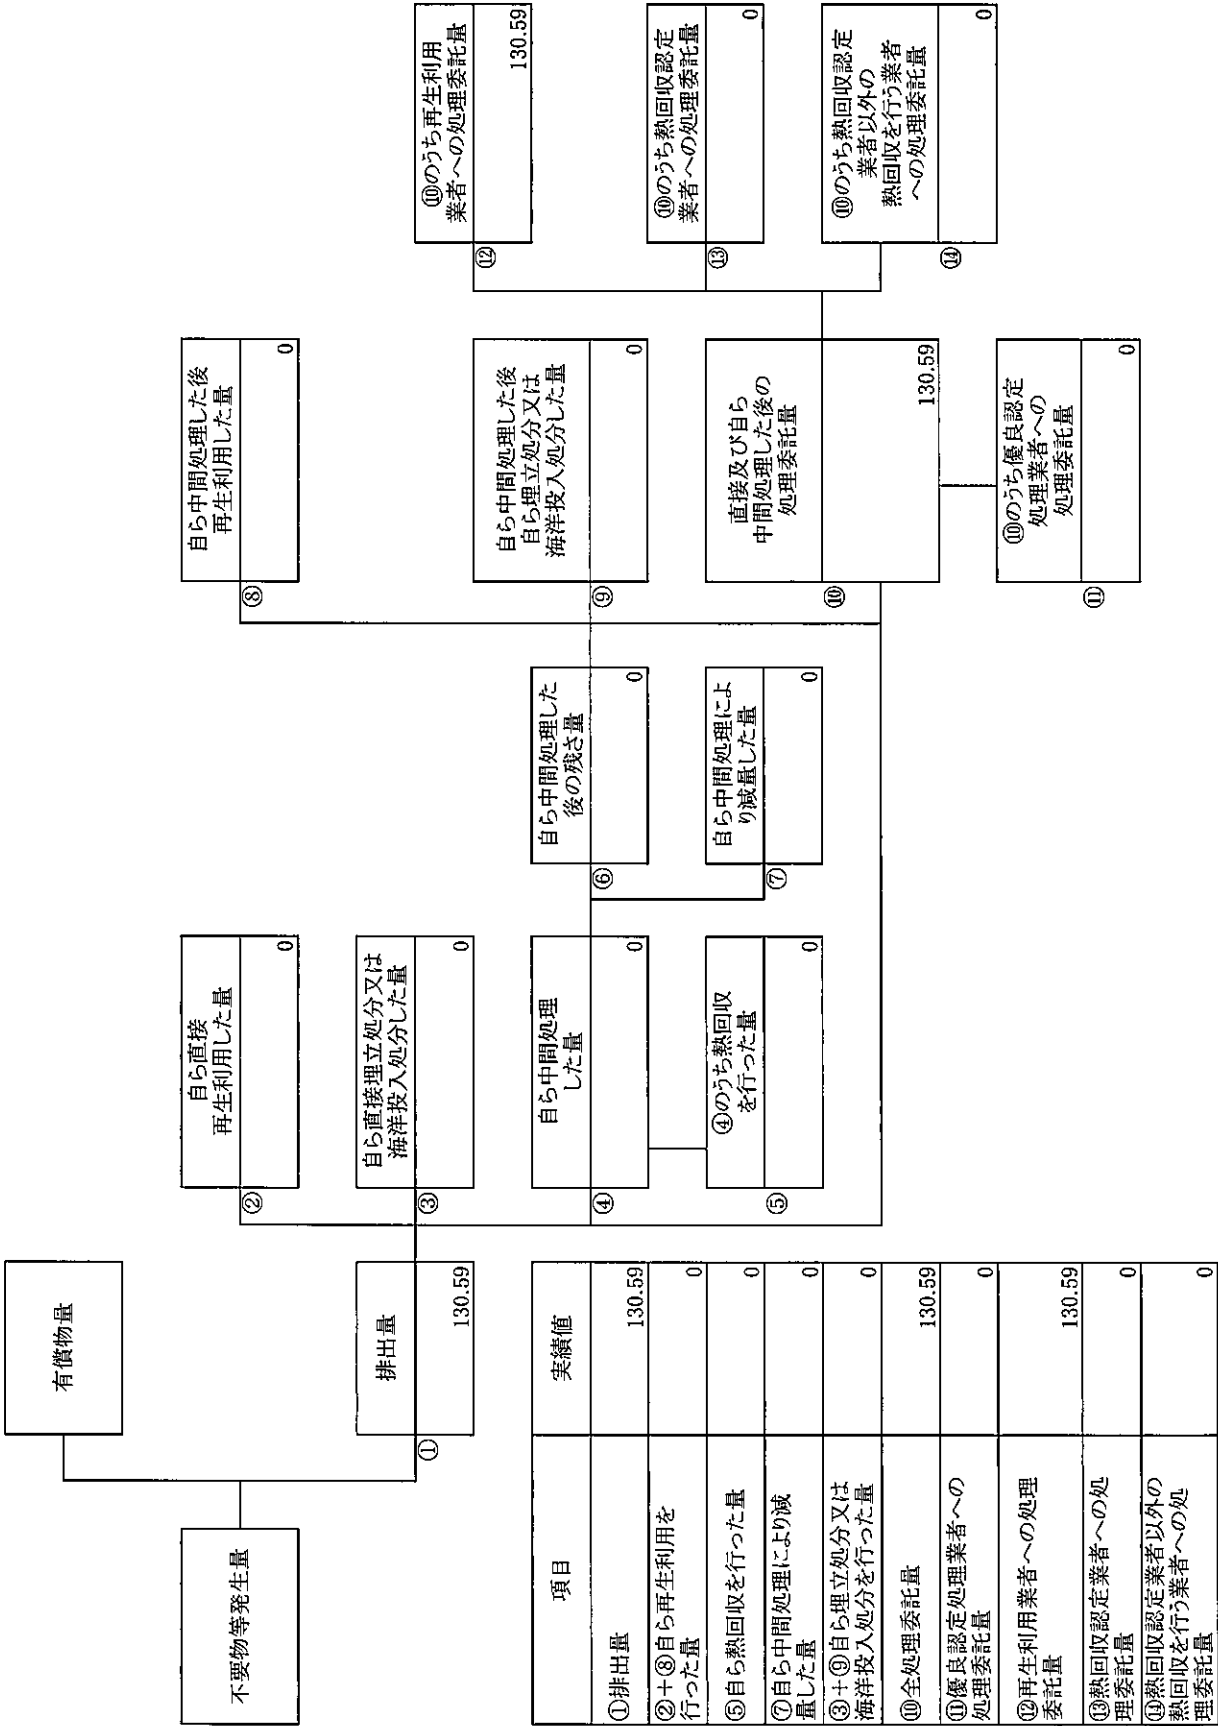 不要物等発生量
有償物量
排出量
①
130.59
自ら直接
再生利用した量
②
0
自ら直接埋立処分又は
海洋投入処分した量
③
0
自ら中間処理
した量
④
0
④のうち熱回収
を行った量
⑤
0
自ら中間処理した
後の残さ量
⑥
0
自ら中間処理によ
り減量した量
⑦
0
自ら中間処理した後
再生利用した量
⑧
0
自ら中間処理した後
自ら埋立処分又は
海洋投入処分した量
⑨
0
直接及び自ら
中間処理した後の
処理委託量
⑩
130.59
⑩のうち優良認定
処理業者への
処理委託量
⑪
0
⑩のうち再生利用
業者への処理委託量
⑫
130.59
⑩のうち熱回収認定
業者への処理委託量
⑬
0
⑩のうち熱回収認定
業者以外の
熱回収を行う業者
への処理委託量
⑭
0
項目 実績値
①排出量 130.59
②+⑧自ら再生利用を
行った量 0
⑤自ら熱回収を行った量 0
⑦自ら中間処理により減
量した量 0
③+⑨自ら埋立処分又は
海洋投入処分を行った量 0
⑩全処理委託量 130.59
⑪優良認定処理業者への
処理委託量 0
⑫再生利用業者への処理
委託量 130.59
⑬熱回収認定業者への処
理委託量 0
⑭熱回収認定業者以外の
熱回収を行う業者への処
理委託量 0